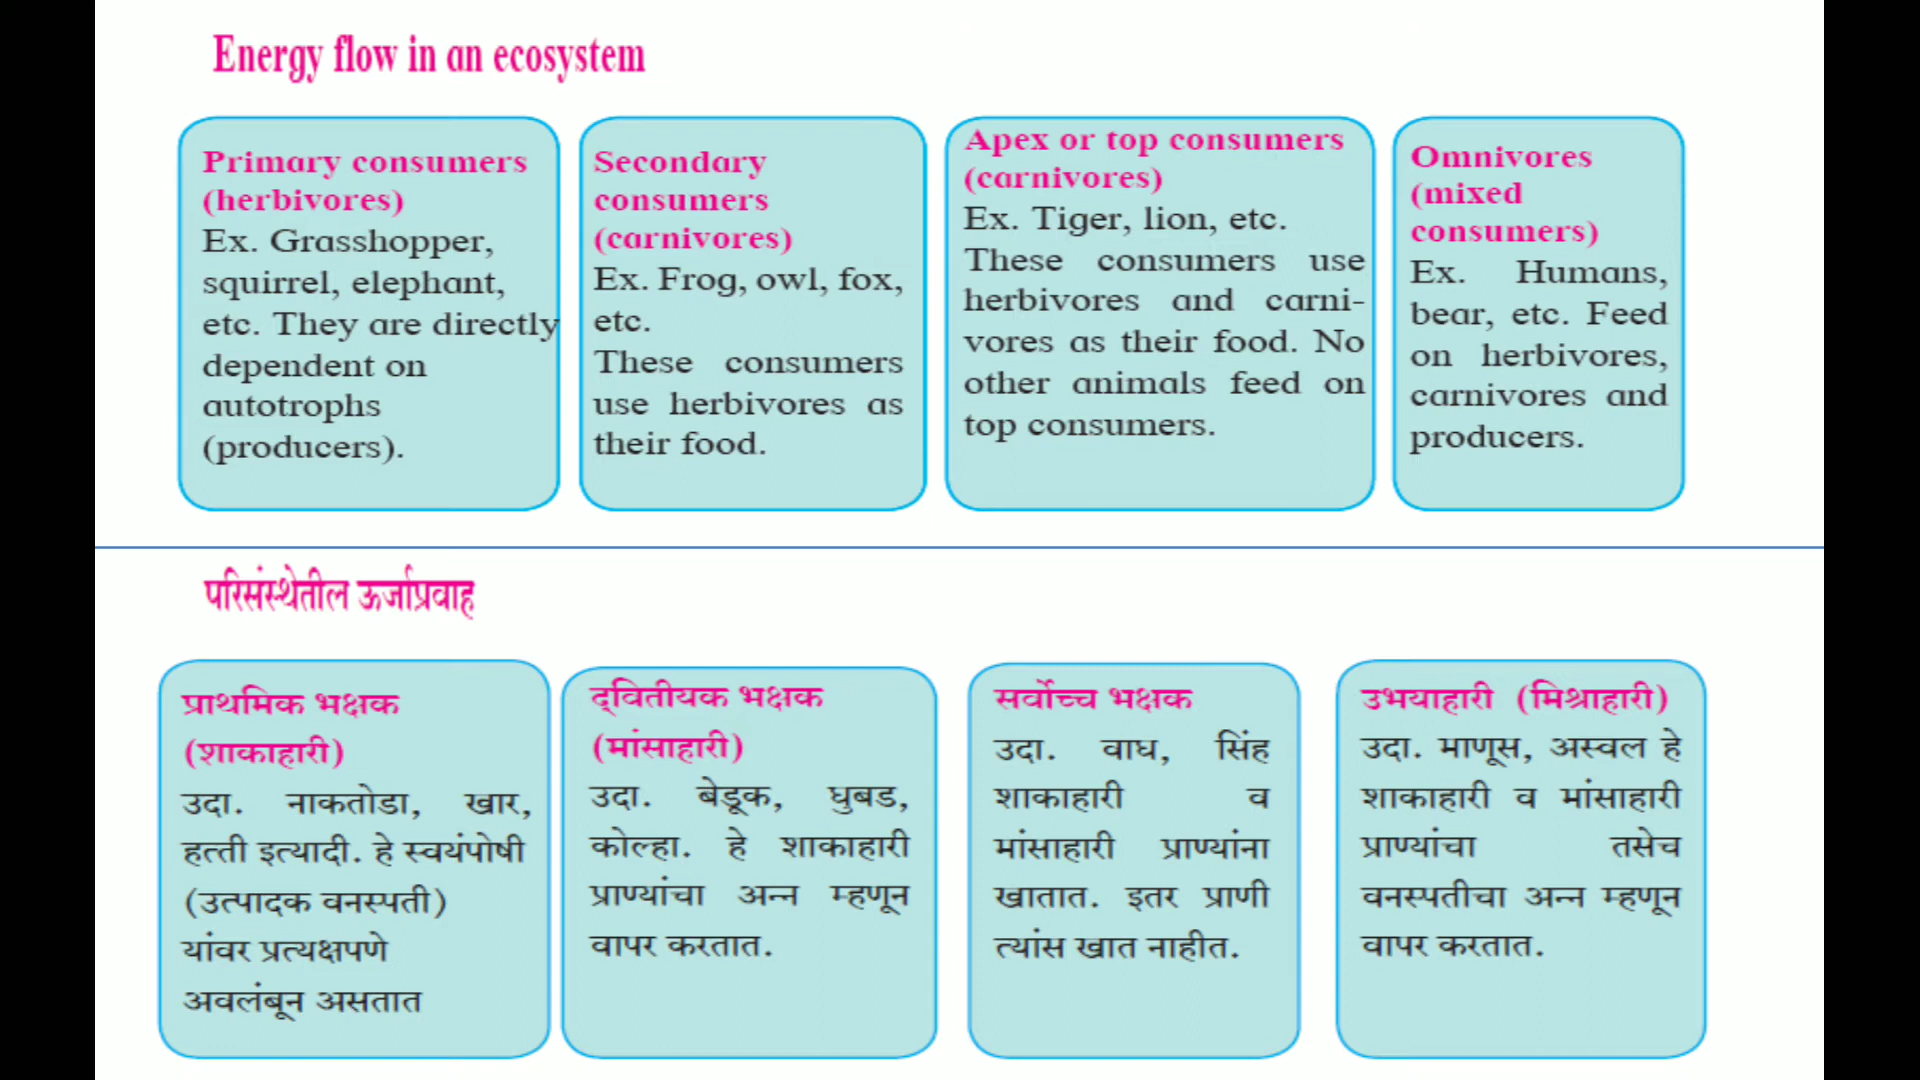 Energy flow in an ecosystem
Primary consumers
(herbivores)
Ex. Grasshopper,
squirrel, elephant,
etc. They are directly
dependent on
autotrophs
(producers).
Secondary
consumers
(carnivores)
Ex. Frog, owl, fox,
etc.
These consumers
use herbivores as
their food.
Apex or top consumers
(carnivores)
Ex. Tiger, lion, etc.
These consumers use
herbivores and carni-
vores as their food. No
other animals feed on
top consumers.
Omnivores
(mixed
consumers)
Ex. Humans,
bear, etc. Feed
on herbivores,
carnivores and
producers.
परिसंस्थेतील ऊर्जाप्रवाह
प्राथमिक भक्षक
(शाकाहारी)
उदा. नाकतोडा, खार,
हत्ती इत्यादी. हे स्वयंपोषी
(उत्पादक वनस्पती)
यांवर प्रत्यक्षपणे
अवलंबून असतात
द्‌वितीयक भक्षक
(मांसाहारी)
उदा. बेडूक, घुबड,
कोल्हा. हे शाकाहारी
प्राण्यांचा अन्न म्हणून
वापर करतात.
सर्वोच्च भक्षक
उदा. वाघ, सिंह
शाकाहारी व
मांसाहारी प्राण्यांना
खातात. इतर प्राणी
त्यांस खात नाहीत.
उभयाहारी (मिश्राहारी)
उदा. माणूस, अस्वल हे
शाकाहारी व मांसाहारी
प्राण्यांचा तसेच
वनस्पतीचा अन्न म्हणून
वापर करतात.